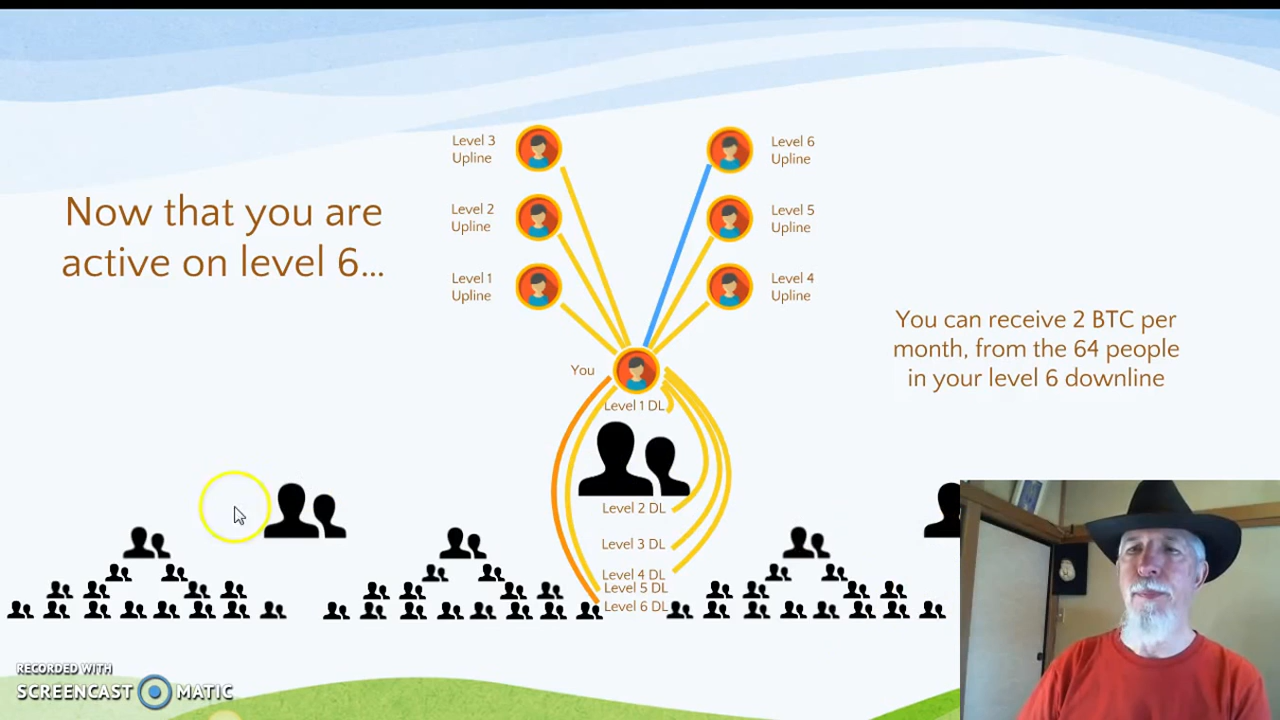 Level 3
Upline
Level 6
Upline
Now that you are
active on level 6...
Level 2
Upline
Level 5
Upline
Level 1
Upline
Level 4
Upline
You can receive 2 BTC per
month, from the 64 people
in your level 6 downline
You
Level 1 DL
Level 2 DL
Level 3 DL
Level 4 DL
Level 5 DL
Level 6 DL
RECORDED WITH
SCREENCAST MATIC